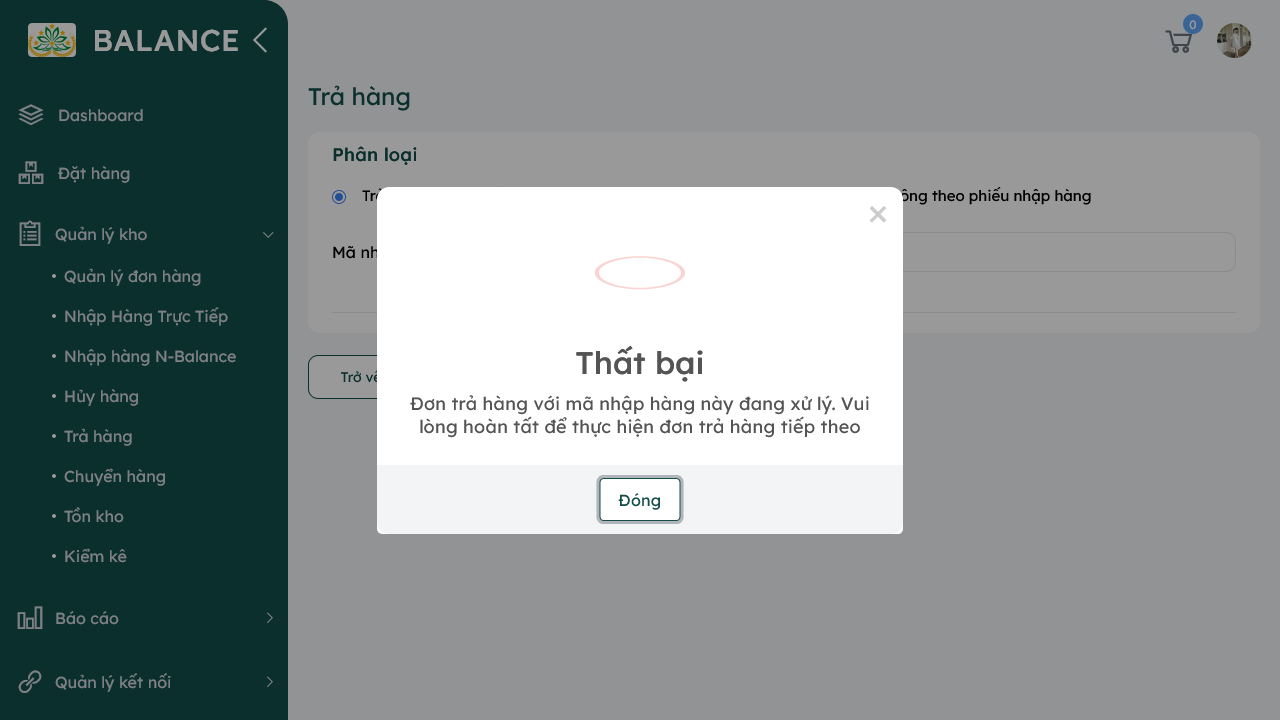 BALANCE
0
Dashboard
Đặt hàng
Quản lý kho
Quản lý đơn hàng
Nhập Hàng Trực Tiếp
Nhập hàng N-Balance
Hủy hàng
Trả hàng
Chuyển hàng
Tồn kho
Kiểm kê
Báo cáo
Quản lý kết nối
Trả hàng
Phân loại
theo phiếu nhập hàng
Mã
Trở về
Thất bại
Đơn trả hàng với mã nhập hàng này đang xử lý. Vui
lòng hoàn tất để thực hiện đơn trả hàng tiếp theo
Đóng